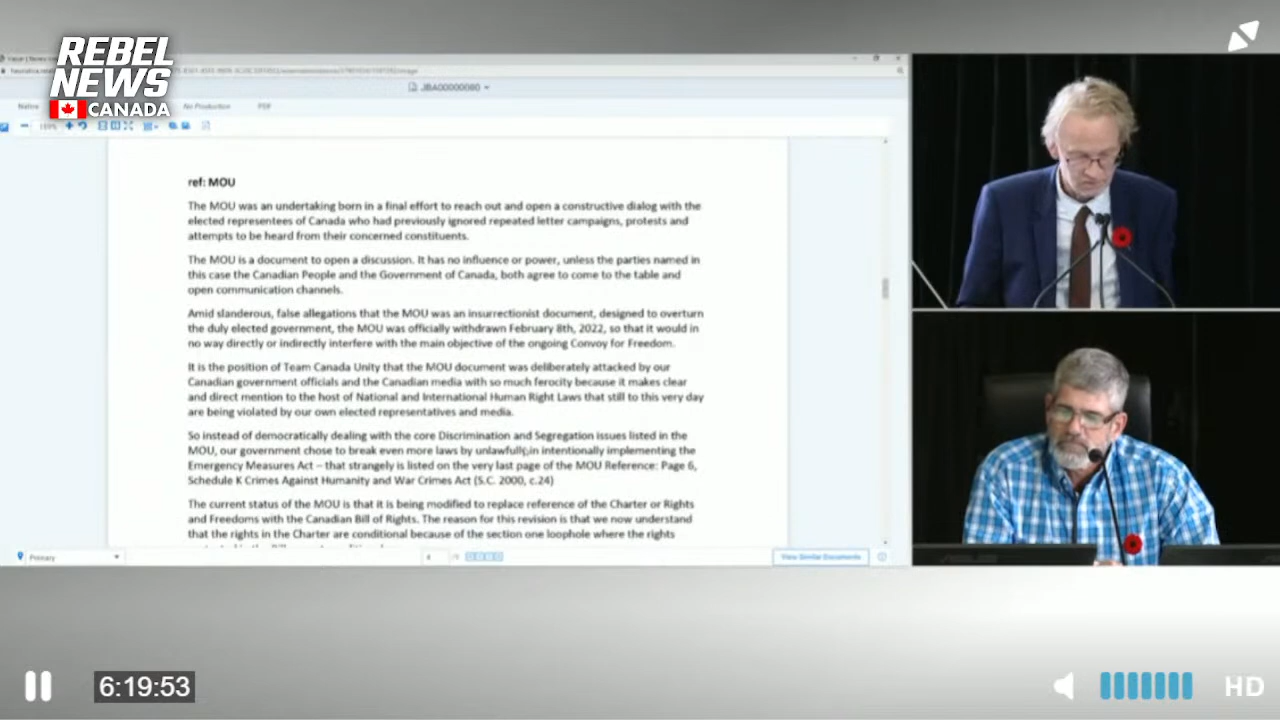 REBEL
NEWS
CANADA
JBA00000080
Native
No Production
PDF
ref: MOU
The MOU was an undertaking born in a final effort to reach out and open a constructive dialog with the
elected representees of Canada who had previously ignored repeated letter campaigns, protests and
attempts to be heard from their concerned constituents.
The MOU is a document to open a discussion. It has no influence or power, unless the parties named in
this case the Canadian People and the Government of Canada, both agree to come to the table and
open communication channels.
Amid slanderous, false allegations that the MOU was an insurrectionist document, designed to overturn
the duly elected government, the MOU was officially withdrawn February 8th, 2022, so that it would in
no way directly or indirectly interfere with the main objective of the ongoing Convoy for Freedom.
It is the position of Team Canada Unity that the MOU document was deliberately attacked by our
Canadian government officials and the Canadian media with so much ferocity because it makes clear
and direct mention to the host of National and International Human Right Laws that still to this very day
are being violated by our own elected representatives and media.
So instead of democratically dealing with the core Discrimination and Segregation issues listed in the
MOU, our government chose to break even more laws by unlawfully in intentionally implementing the
Emergency Measures Act – that strangely is listed on the very last page of the MOU Reference: Page 6,
Schedule K Crimes Against Humanity and War Crimes Act (S.C. 2000, c.24)
The current status of the MOU is that it is being modified to replace reference of the Charter or Rights
and Freedoms with the Canadian Bill of Rights. The reason for this revision is that we now understand
that the rights in the Charter are conditional because of the section one loophole where the rights
Primary
View Similar Documents
6:19:53
HD